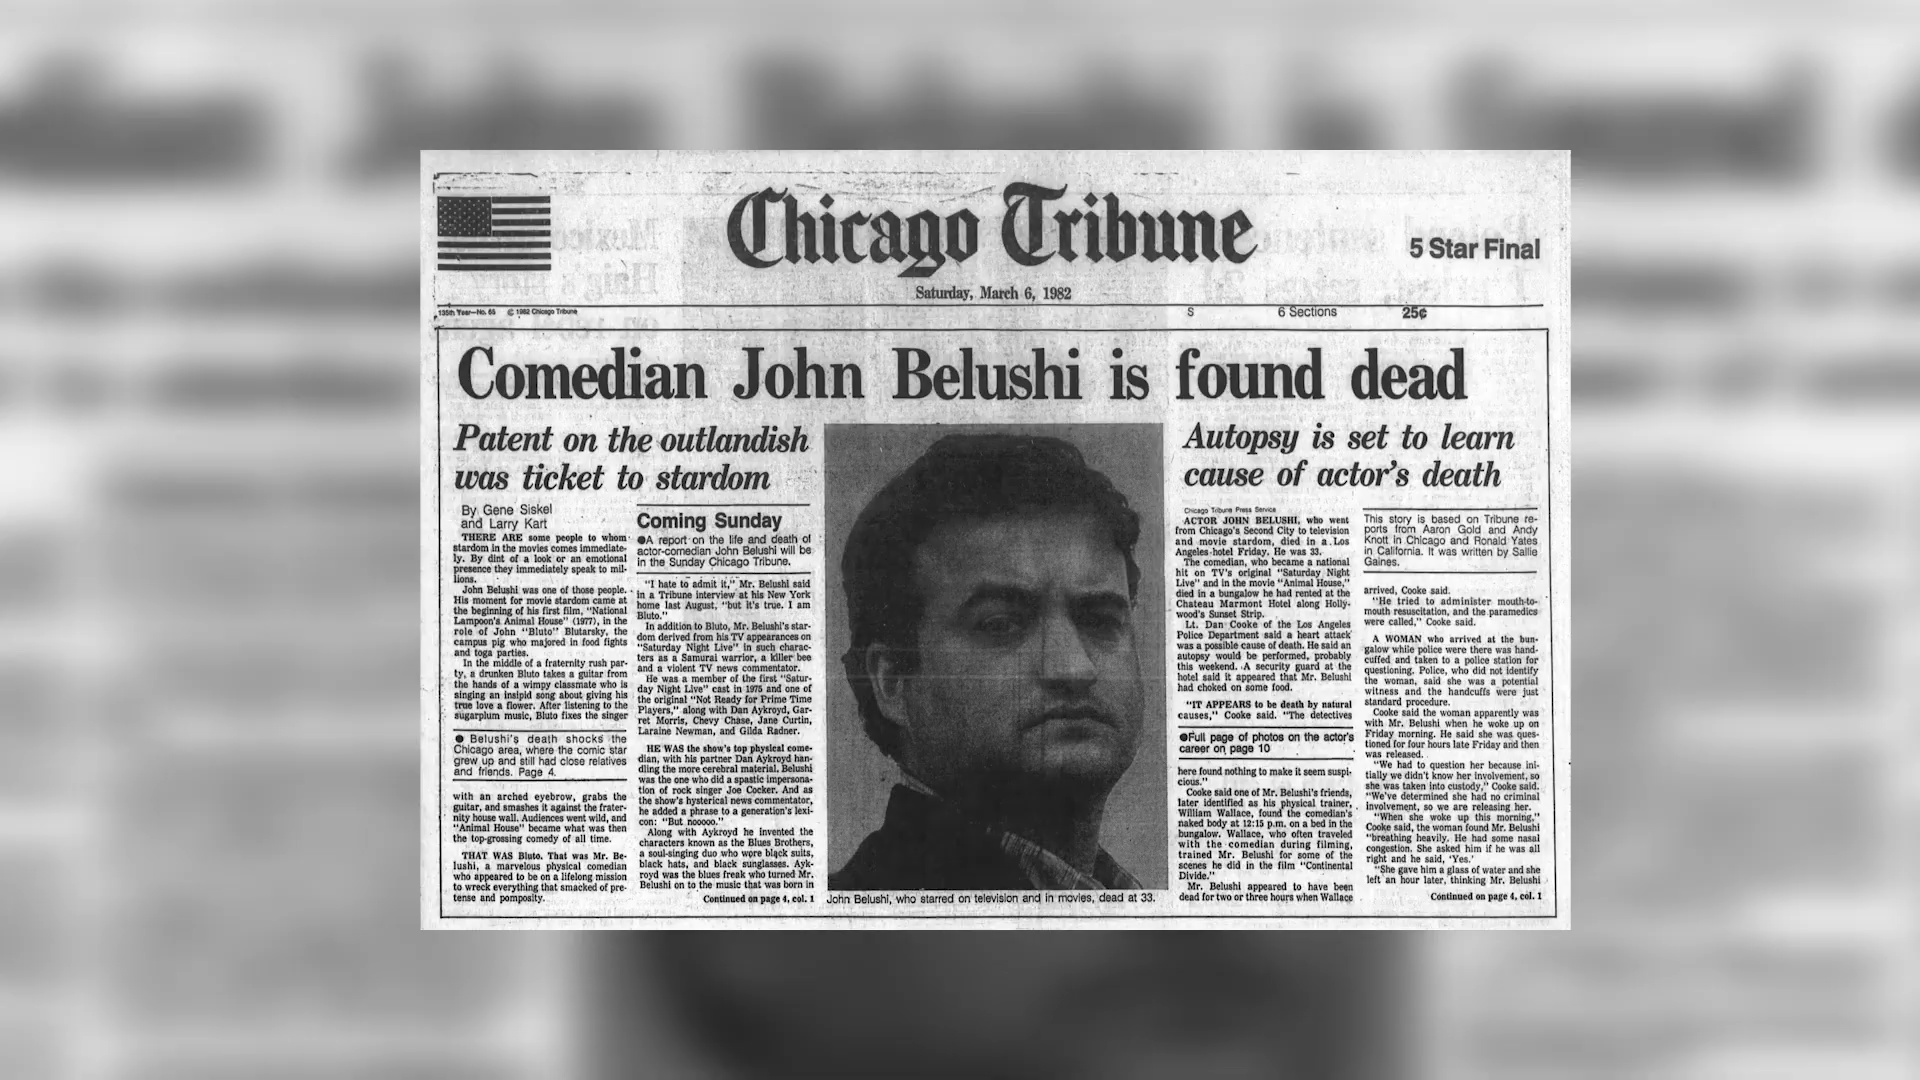 Chicago Tribune
5 Star Final
Saturday, March 6, 1982
135th Year—No. 65 © 1982 Chicago Tribune
S 6 Sections 25¢
Comedian John Belushi is found dead
Patent on the outlandish
was ticket to stardom
By Gene Siskel
and Larry Kart
THERE ARE some people to whom
stardom in the movies comes immediate-
ly. By dint of a look or an emotional
presence they immediately speak to mil-
lions.
John Belushi was one of those people.
His moment for movie stardom came at
the beginning of his first film, "National
Lampoon's Animal House" (1977), in the
role of John "Bluto" Blutarsky, the
campus pig who majored in food fights
and toga parties.
In the middle of a fraternity rush par-
ty, a drunken Bluto takes a guitar from
the hands of a wimpy classmate who is
singing an insipid song about giving his
true love a flower. After listening to the
sugarplum music, Bluto fixes the singer
● Belushi's death shocks the
Chicago area, where the comic star
grew up and still had close relatives
and friends. Page 4.
with an arched eyebrow, grabs the
guitar, and smashes it against the frater-
nity house wall. Audiences went wild, and
"Animal House" became what was then
the top-grossing comedy of all time.
THAT WAS Bluto. That was Mr. Be-
lushi, a marvelous physical comedian
who appeared to be on a lifelong mission
to wreck everything that smacked of pre-
tense and pomposity.
Coming Sunday
●A report on the life and death of
actor-comedian John Belushi will be
in the Sunday Chicago Tribune.
"I hate to admit it," Mr. Belushi said
in a Tribune interview at his New York
home last August, "but it's true. I am
Bluto."
In addition to Bluto, Mr. Belushi's star-
dom derived from his TV appearances on
"Saturday Night Live" in such charac-
ters as a Samurai warrior, a killer bee
and a violent TV news commentator.
He was a member of the first "Satur-
day Night Live" cast in 1975 and one of
the original "Not Ready for Prime Time
Players," along with Dan Aykroyd, Gar-
ret Morris, Chevy Chase, Jane Curtin,
Laraine Newman, and Gilda Radner.
HE WAS the show's top physical come-
dian, with his partner Dan Aykroyd han-
dling the more cerebral material. Belushi
was the one who did a spastic impersona-
tion of rock singer Joe Cocker. And as
the show's hysterical news commentator,
he added a phrase to a generation's lexi-
con: "But nooooo."
Along with Aykroyd he invented the
characters known as the Blues Brothers,
a soul-singing duo who wore black suits,
black hats, and black sunglasses. Ayk-
royd was the blues freak who turned Mr.
Belushi on to the music that was born in
Continued on page 4, col. 1
John Belushi, who starred on television and in movies, dead at 33.
Autopsy is set to learn
cause of actor's death
Chicago Tribune Press Service
ACTOR JOHN BELUSHI, who went
from Chicago's Second City to television
and movie stardom, died in a Los
Angeles hotel Friday. He was 33.
The comedian, who became a national
hit on TV's original "Saturday Night
Live" and in the movie "Animal House,"
died in a bungalow he had rented at the
Chateau Marmont Hotel along Holly-
wood's Sunset Strip.
Lt. Dan Cooke of the Los Angeles
Police Department said a heart attack
was a possible cause of death. He said an
autopsy would be performed, probably
this weekend. A security guard at the
hotel said it appeared that Mr. Belushi
had choked on some food.
"IT APPEARS to be death by natural
causes," Cooke said. "The detectives
●Full page of photos on the actor's
career on page 10
here found nothing to make it seem suspi-
cious."
Cooke said one of Mr. Belushi's friends,
later identified as his physical trainer,
William Wallace, found the comedian's
naked body at 12:15 p.m. on a bed in the
bungalow. Wallace, who often traveled
with the comedian during filming,
trained Mr. Belushi for some of the
scenes he did in the film "Continental
Divide."
Mr. Belushi appeared to have been
dead for two or three hours when Wallace
This story is based on Tribune re-
ports from Aaron Gold and Andy
Knott in Chicago and Ronald Yates
in California. It was written by Sallie
Gaines.
arrived, Cooke said.
"He tried to administer mouth-to-
mouth resuscitation, and the paramedics
were called," Cooke said.
A WOMAN who arrived at the bun-
galow while police were there was hand-
cuffed and taken to a police station for
questioning. Police, who did not identify
the woman, said she was a potential
witness and the handcuffs were just
standard procedure.
Cooke said the woman apparently was
with Mr. Belushi when he woke up on
Friday morning. He said she was ques-
tioned for four hours late Friday and then
was released.
"We had to question her because ini-
tially we didn't know her involvement, so
she was taken into custody," Cooke said.
"We've determined she had no criminal
involvement, so we are releasing her.
"When she woke up this morning,"
Cooke said, the woman found Mr. Belushi
"breathing heavily. He had some nasal
congestion. She asked him if he was all
right and he said, 'Yes.'
"She gave him a glass of water and she
left an hour later, thinking Mr. Belushi
Continued on page 4, col. 1